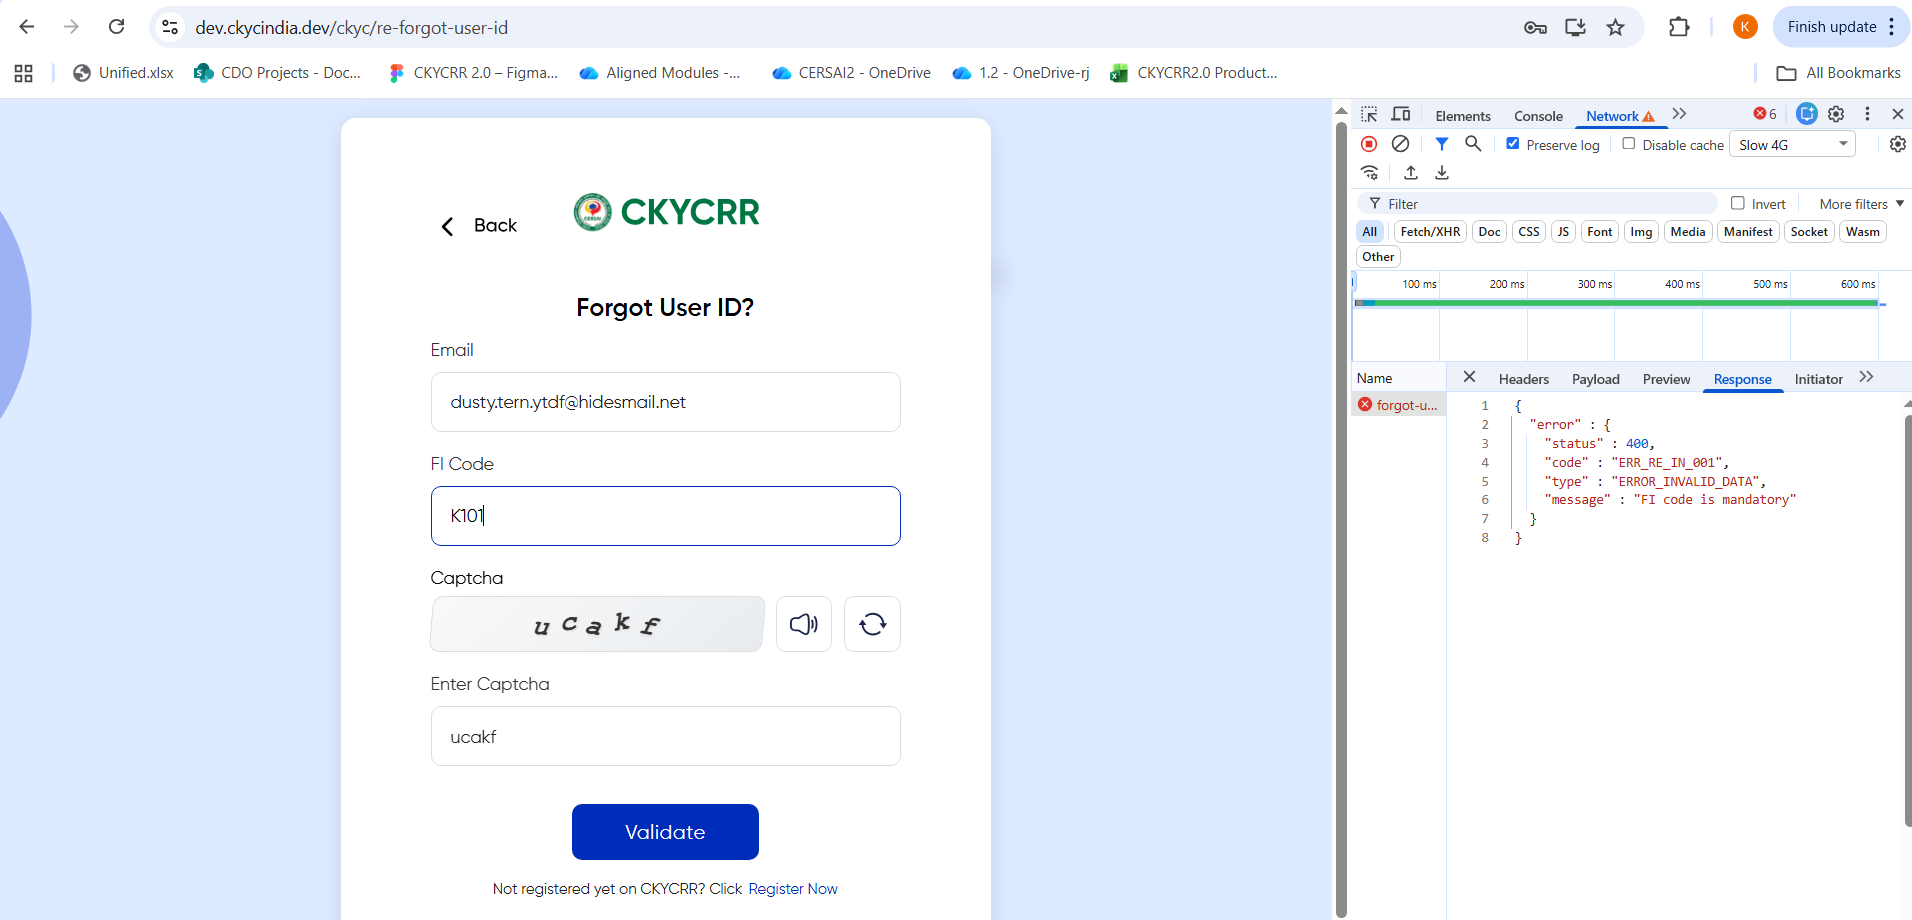 dev.ckycindia.dev/ckyc/re-forgot-user-id
K
Finish update
Unified.xlsx
CDO Projects - Doc...
CKYCRR 2.0 – Figma...
Aligned Modules -...
CERSAI2 - OneDrive
1.2 - OneDrive-rj
CKYCRR2.0 Product...
All Bookmarks
Back
CERSAI
CKYCRR
Forgot User ID?
Email
dusty.tern.ytdf@hidesmail.net
FI Code
K101
Captcha
u c a k f
Enter Captcha
ucakf
Validate
Not registered yet on CKYCRR? Click Register Now
Elements
Console
Network
6
Preserve log
Disable cache
Slow 4G
Filter
Invert
More filters
All
Fetch/XHR
Doc
CSS
JS
Font
Img
Media
Manifest
Socket
Wasm
Other
100 ms
200 ms
300 ms
400 ms
500 ms
600 ms
Name
Headers
Payload
Preview
Response
Initiator
forgot-u...
1 {
2 "error" : {
3 "status" : 400,
4 "code" : "ERR_RE_IN_001",
5 "type" : "ERROR_INVALID_DATA",
6 "message" : "FI code is mandatory"
7 }
8 }